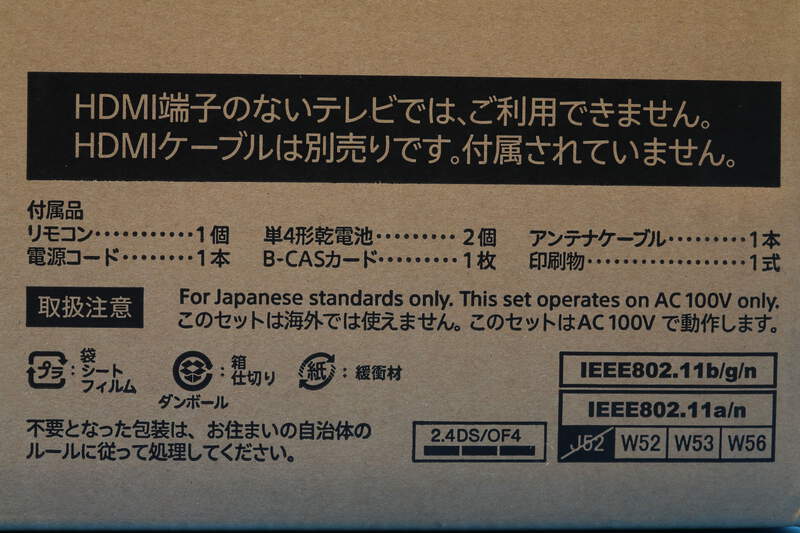 HDMI端子のないテレビでは、ご利用できません。
HDMIケーブルは別売りです。付属されていません。
付属品
リモコン・・・・・・・・・・・1個 単4形乾電池・・・・・・・・・2個 アンテナケーブル・・・・・・・・・1本
電源コード・・・・・・・・・1本 B-CASカード・・・・・・・・・1枚 印刷物・・・・・・・・・・・・・・・・・1式
取扱注意
For Japanese standards only. This set operates on AC 100V only.
このセットは海外では使えません。このセットはAC 100V で動作します。
プラ:袋
シート
フィルム
ダンボール:箱
仕切り
紙:緩衝材
不要となった包装は、お住まいの自治体の
ルールに従って処理してください。
2.4DS/OF4
IEEE802.11b/g/n
IEEE802.11a/n
J52 W52 W53 W56